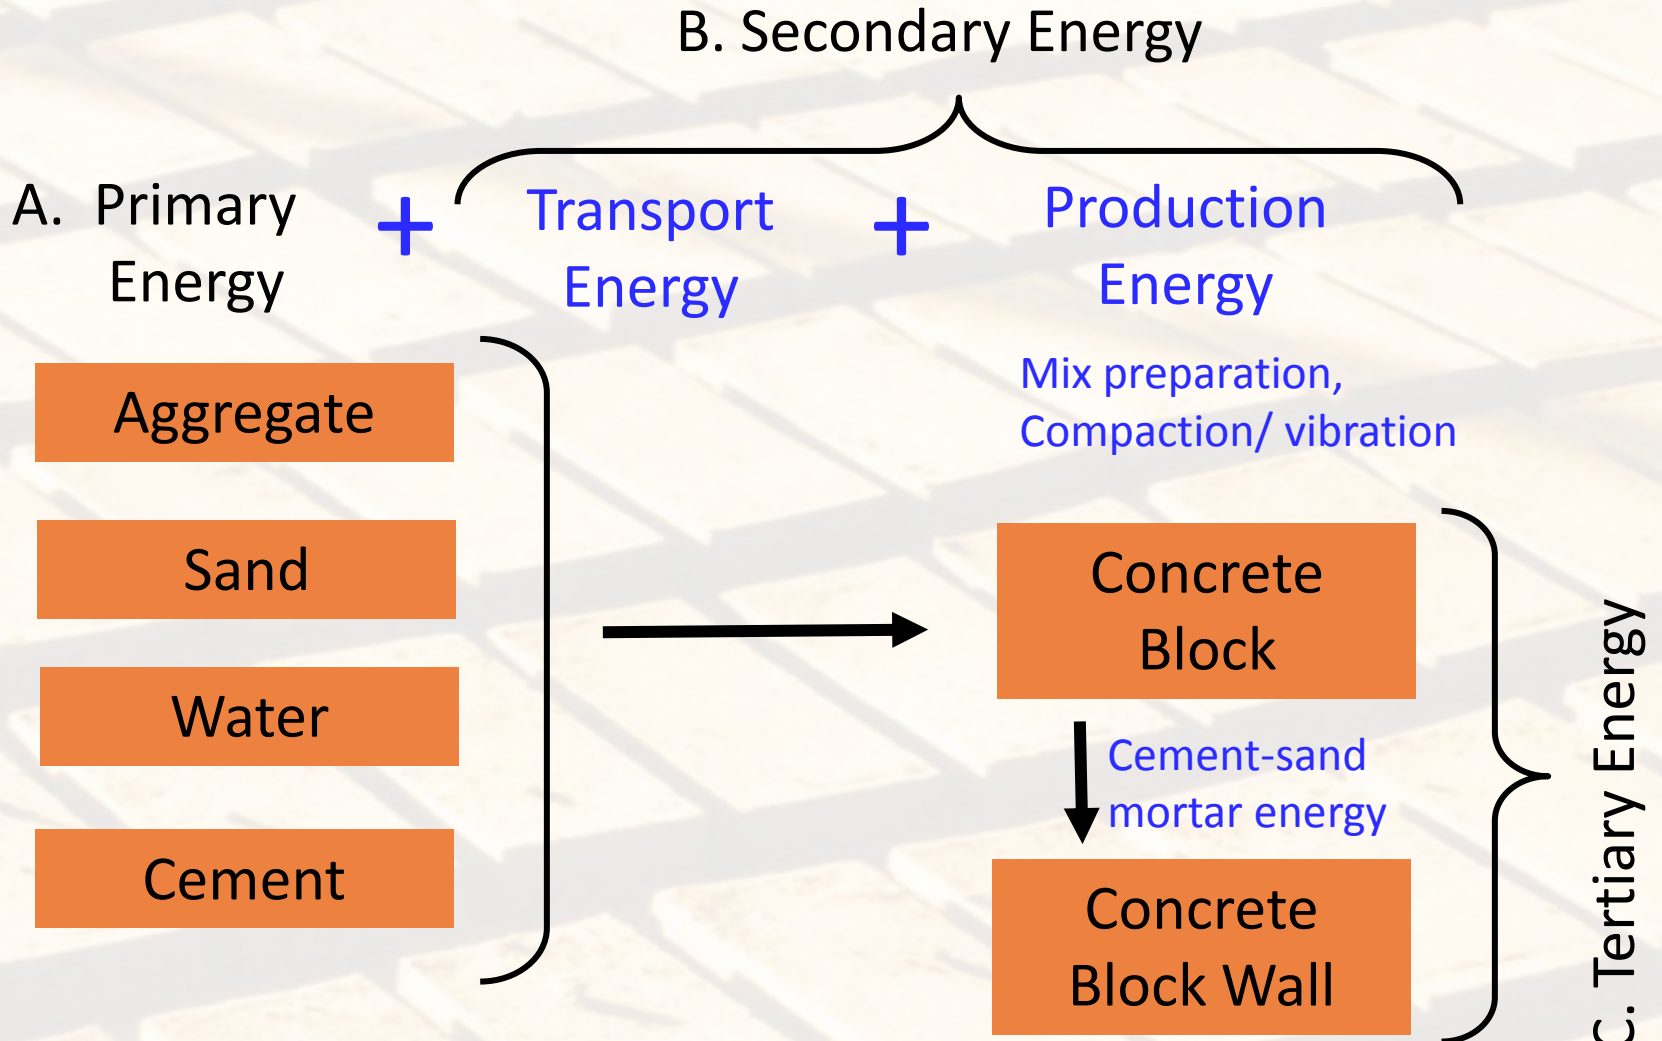 B. Secondary Energy
A. Primary
Energy
+
Transport
Energy
+
Production
Energy
Mix preparation,
Compaction/ vibration
Aggregate
Sand
Water
Cement
Concrete
Block
Cement-sand
mortar energy
Concrete
Block Wall
C. Tertiary Energy